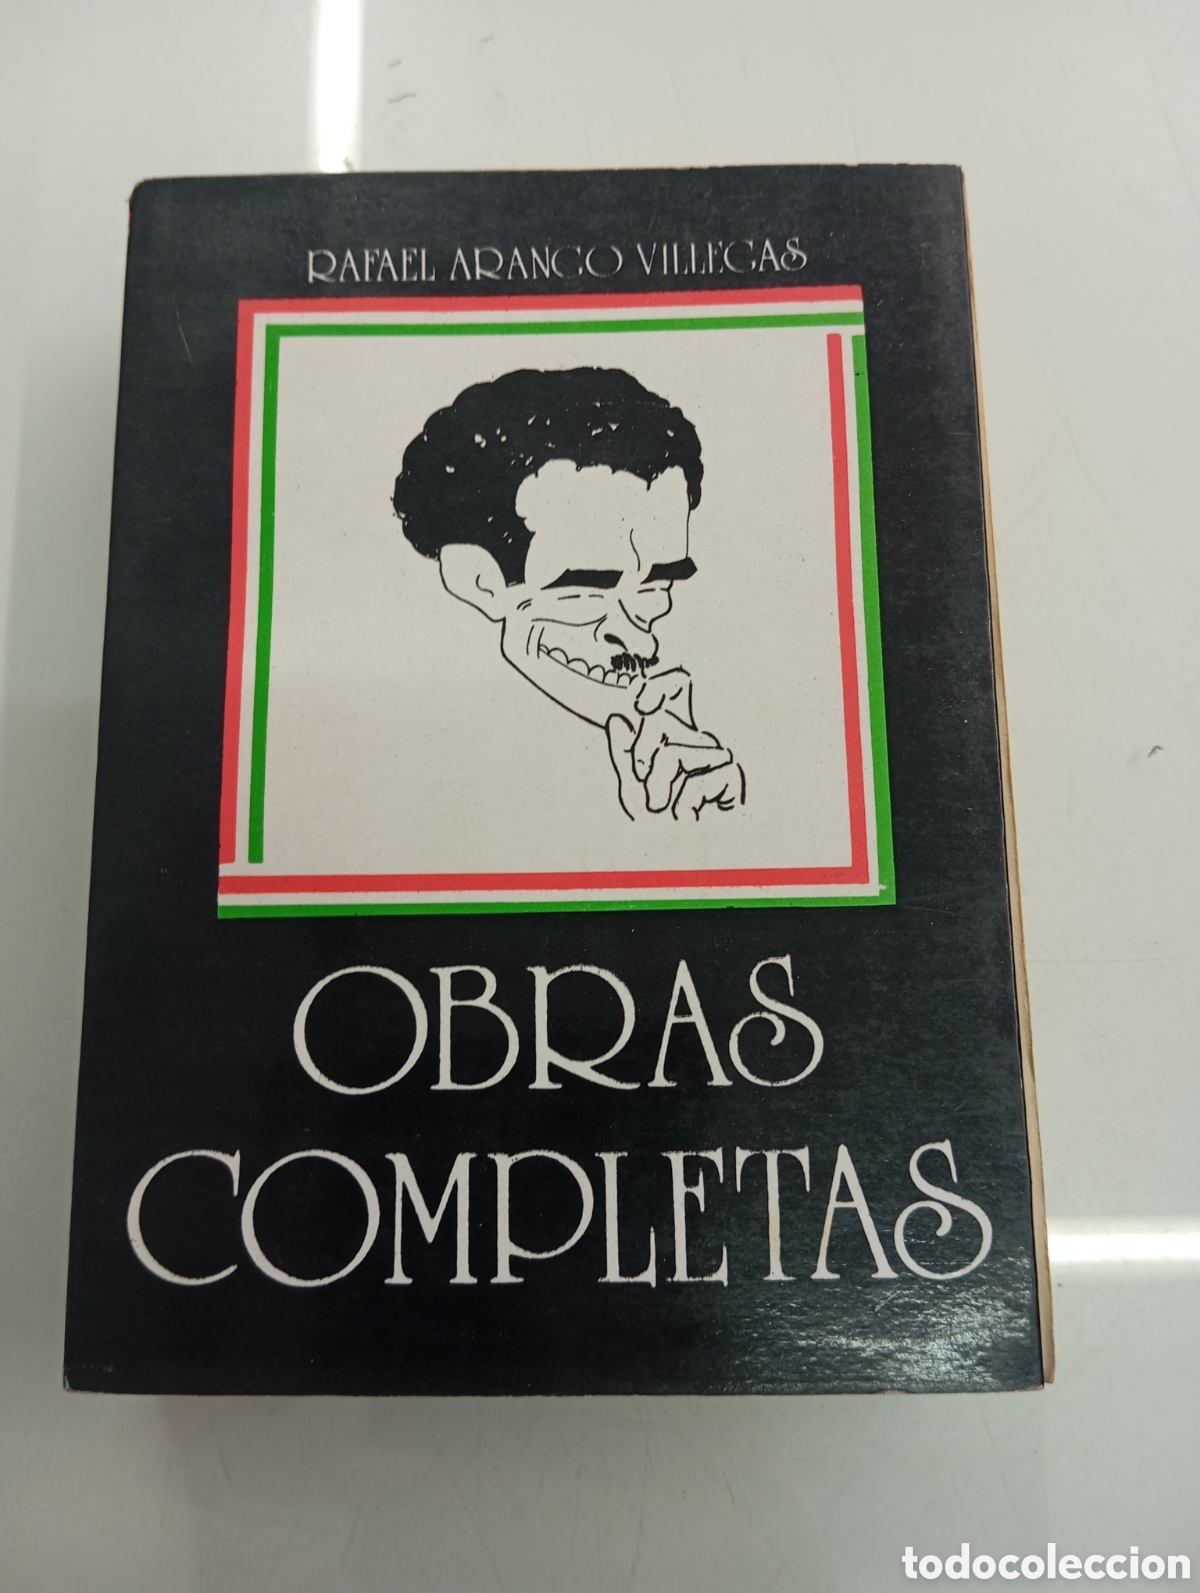 RAFAEL ARANGO VILLEGAS
OBRAS
COMPLETAS
todocoleccion